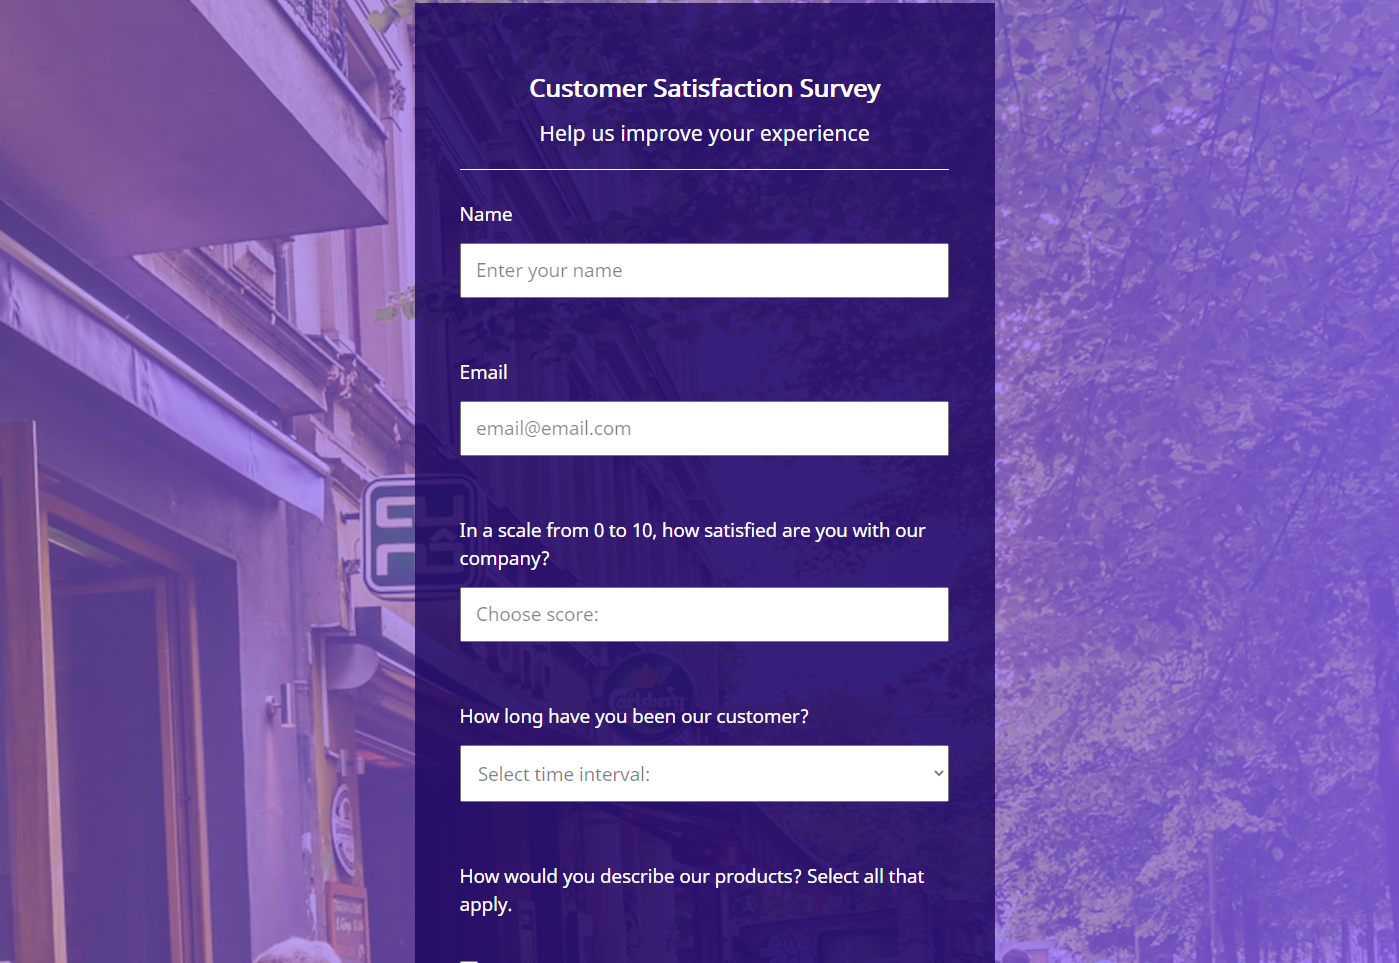 Customer Satisfaction Survey
Help us improve your experience
Name
Enter your name
Email
email@email.com
In a scale from 0 to 10, how satisfied are you with our
company?
Choose score:
How long have you been our customer?
Select time interval:
How would you describe our products? Select all that
apply.